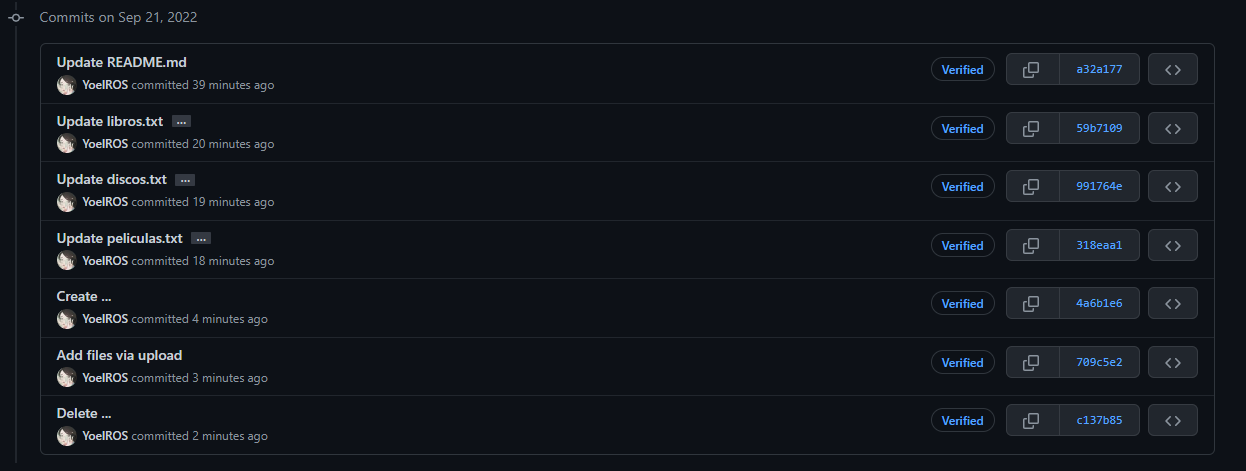 Commits on Sep 21, 2022
Update README.md
YoelROS committed 39 minutes ago
Verified
a32a177
Update libros.txt ...
YoelROS committed 20 minutes ago
Verified
59b7109
Update discos.txt ...
YoelROS committed 19 minutes ago
Verified
991764e
Update peliculas.txt ...
YoelROS committed 18 minutes ago
Verified
318eaa1
Create ...
YoelROS committed 4 minutes ago
Verified
4a6b1e6
Add files via upload
YoelROS committed 3 minutes ago
Verified
709c5e2
Delete ...
YoelROS committed 2 minutes ago
Verified
c137b85